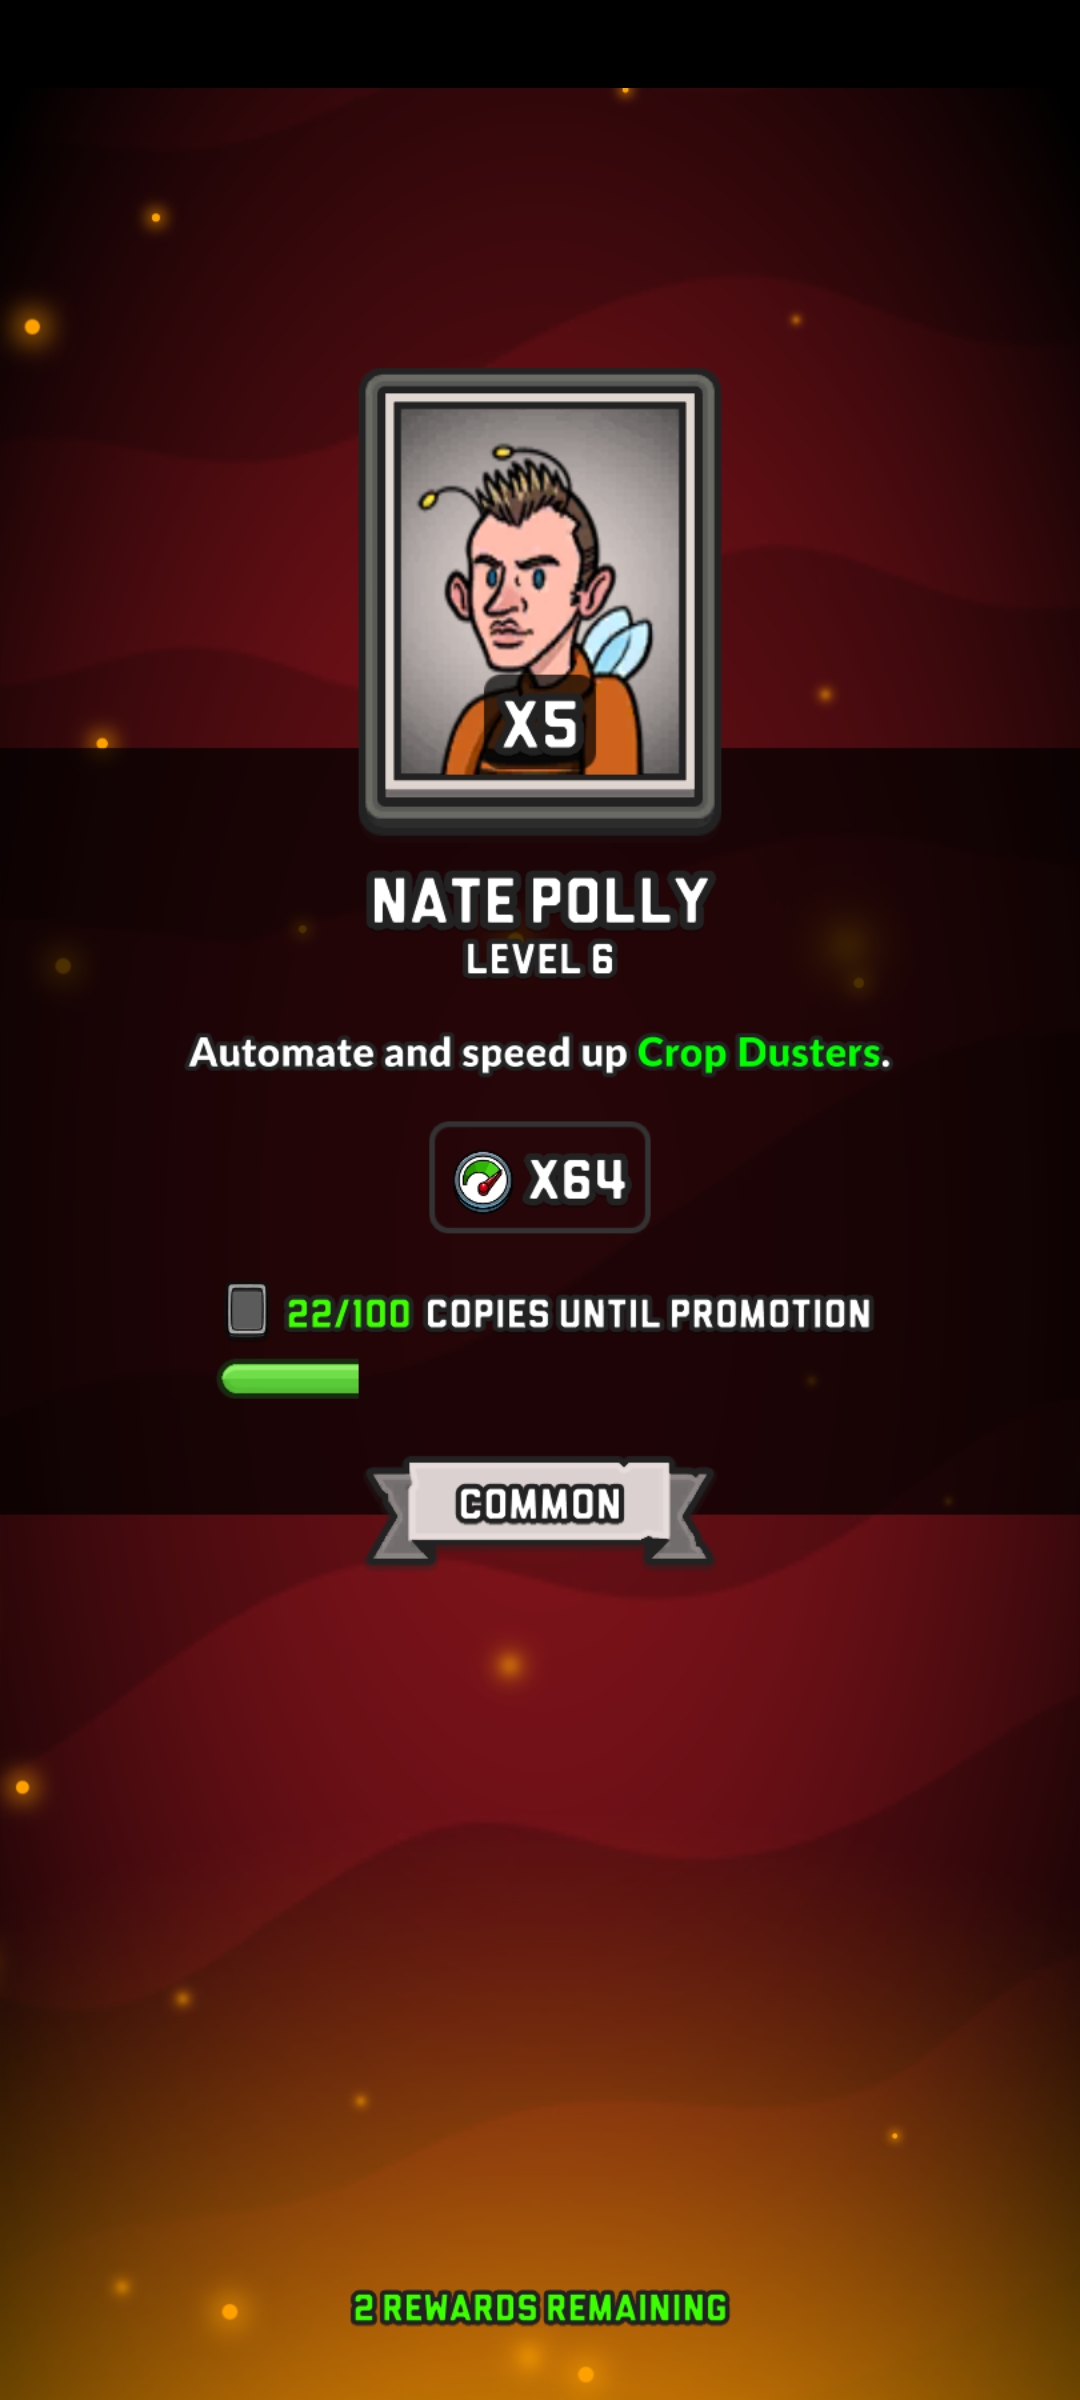 X5
NATE POLLY
LEVEL 6
Automate and speed up Crop Dusters.
X64
22/100 COPIES UNTIL PROMOTION
COMMON
2 REWARDS REMAINING